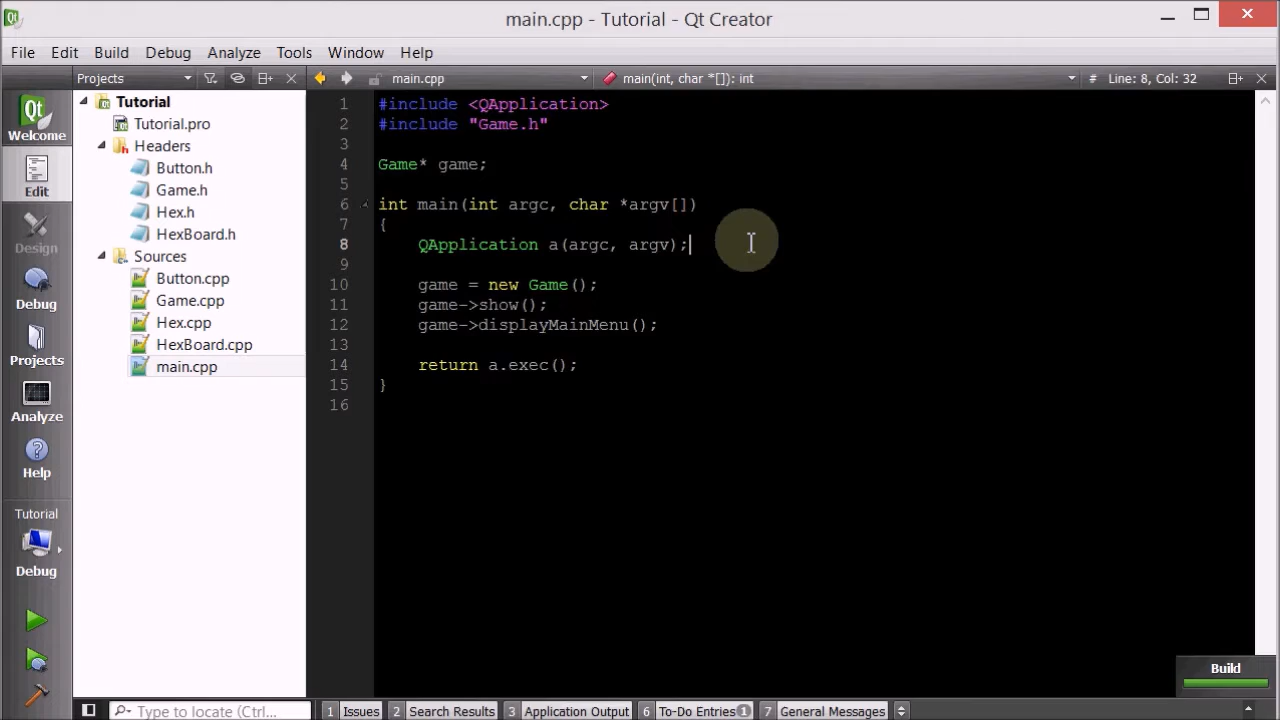 main.cpp - Tutorial - Qt Creator
File Edit Build Debug Analyze Tools Window Help
Projects main.cpp main(int, char *[]): int # Line: 8, Col: 32
Qt
Welcome
Edit
Design
Debug
Projects
Analyze
Help
Tutorial
Debug
Tutorial
Tutorial.pro
Headers
Button.h
Game.h
Hex.h
HexBoard.h
Sources
Button.cpp
Game.cpp
Hex.cpp
HexBoard.cpp
main.cpp
1 #include <QApplication>
2 #include "Game.h"
3
4 Game* game;
5
6 int main(int argc, char *argv[])
7 {
8 QApplication a(argc, argv);
9
10 game = new Game();
11 game->show();
12 game->displayMainMenu();
13
14 return a.exec();
15 }
16
Build
Type to locate (Ctrl... 1 Issues 2 Search Results 3 Application Output 6 To-Do Entries 1 7 General Messages